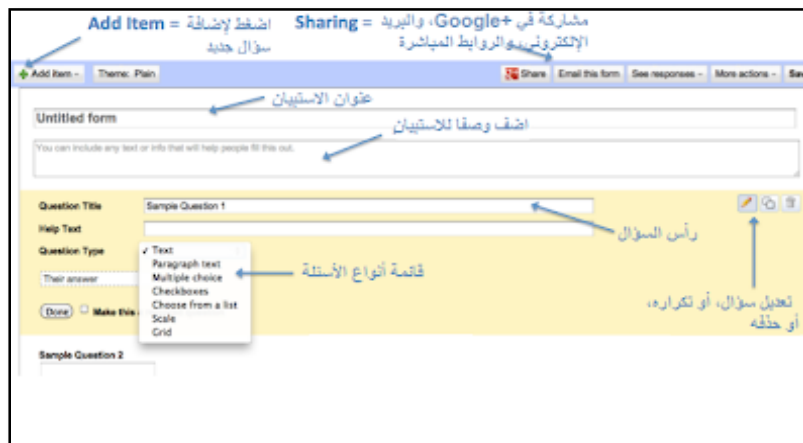 Add Item = اضغط لإضافة
سؤال جديد
Sharing = مشاركة في Google+، والبريد
الإلكتروني، والروابط المباشرة
Add item
Theme: Plain
Share
Email this form
See responses
More actions
عنوان الاستبيان
Untitled form
اضف وصفا للاستبيان
You can include any text or info that will help people fill this out.
Question Title
Sample Question 1
رأس السؤال
Help Text
Question Type
✓ Text
Paragraph text
Multiple choice
Checkboxes
Choose from a list
Scale
Grid
قائمة أنواع الأسئلة
Their answer
Done
Make this
تعديل سؤال، أو تكراره،
أو حذفه
Sample Question 2